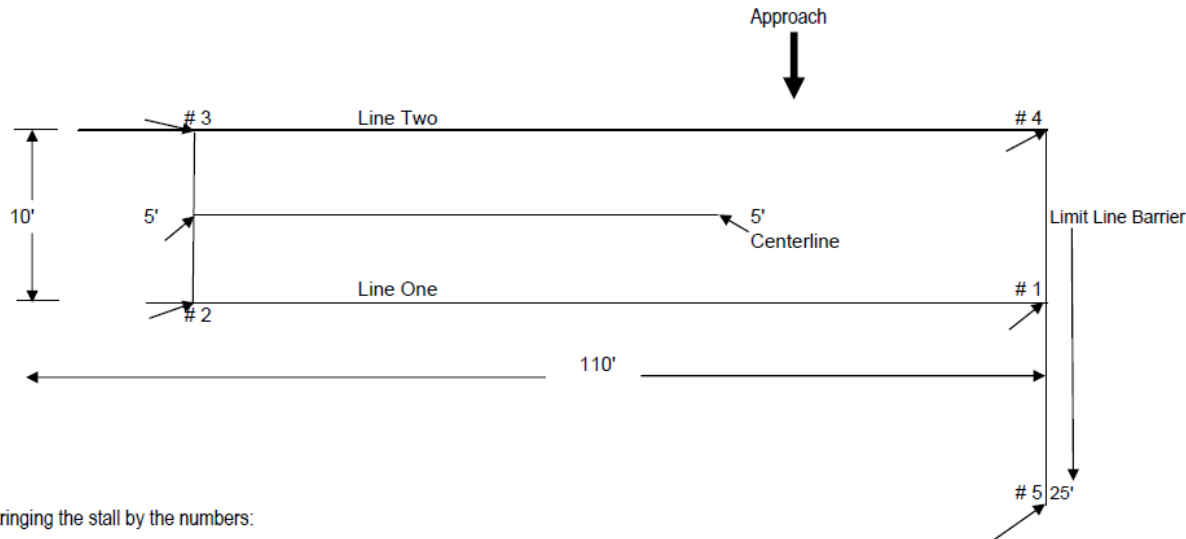 Approach
# 3 Line Two # 4
10' 5' 5' Limit Line Barrier
Centerline
Line One # 1
# 2
110'
# 5 25'
ringing the stall by the numbers: